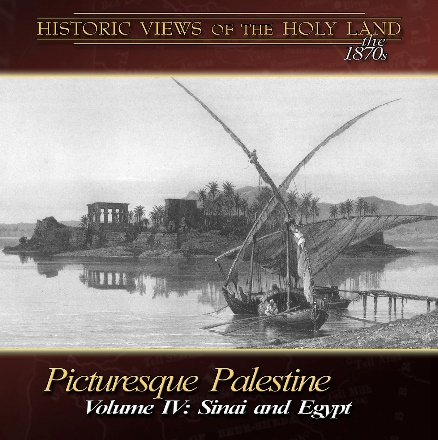 HISTORIC VIEWS OF THE HOLY LAND
the
1870s
Picturesque Palestine
Volume IV: Sinai and Egypt